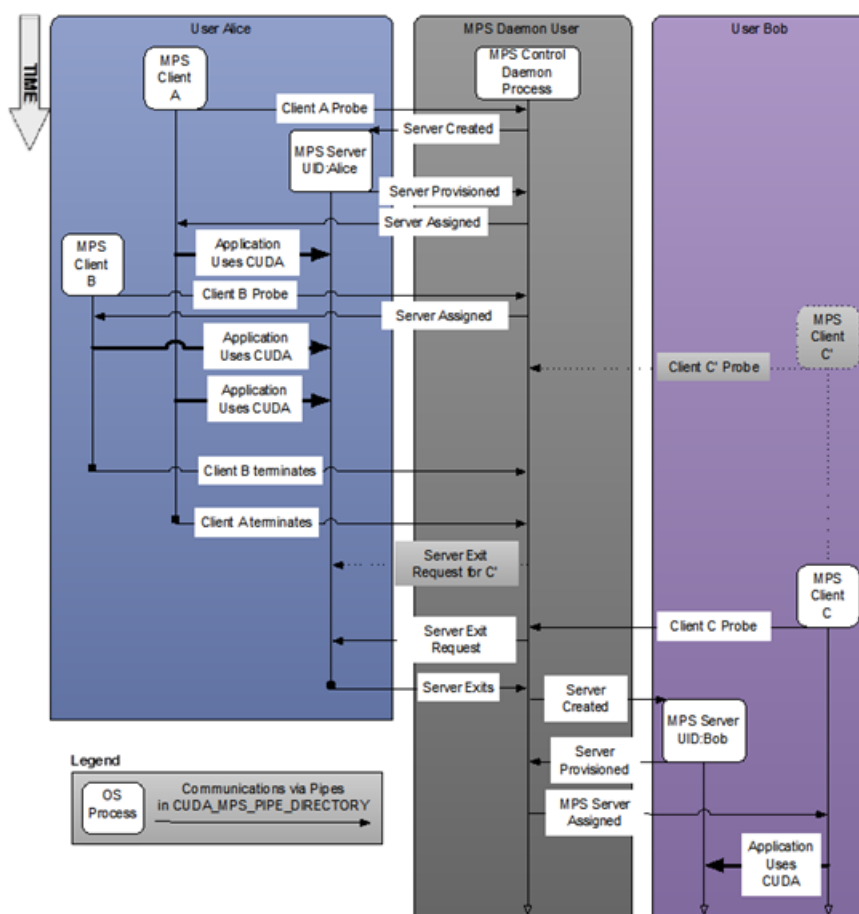 User Alice
MPS Daemon User
User Bob
TIME
MPS
Client
A
MPS Control
Daemon
Process
Client A Probe
Server Created
MPS Server
UID:Alice
Server Provisioned
Server Assigned
MPS
Client
B
Application
Uses CUDA
Client B Probe
Server Assigned
MPS
Client
C'
Application
Uses CUDA
Client C' Probe
Application
Uses CUDA
Client B terminates
Client A terminates
Server Exit
Request for C'
MPS
Client
C
Client C Probe
Server Exit
Request
Server Exits
Server
Created
MPS Server
UID:Bob
Server
Provisioned
MPS Server
Assigned
Application
Uses
CUDA
Legend
OS
Process
Communications via Pipes
in CUDA_MPS_PIPE_DIRECTORY